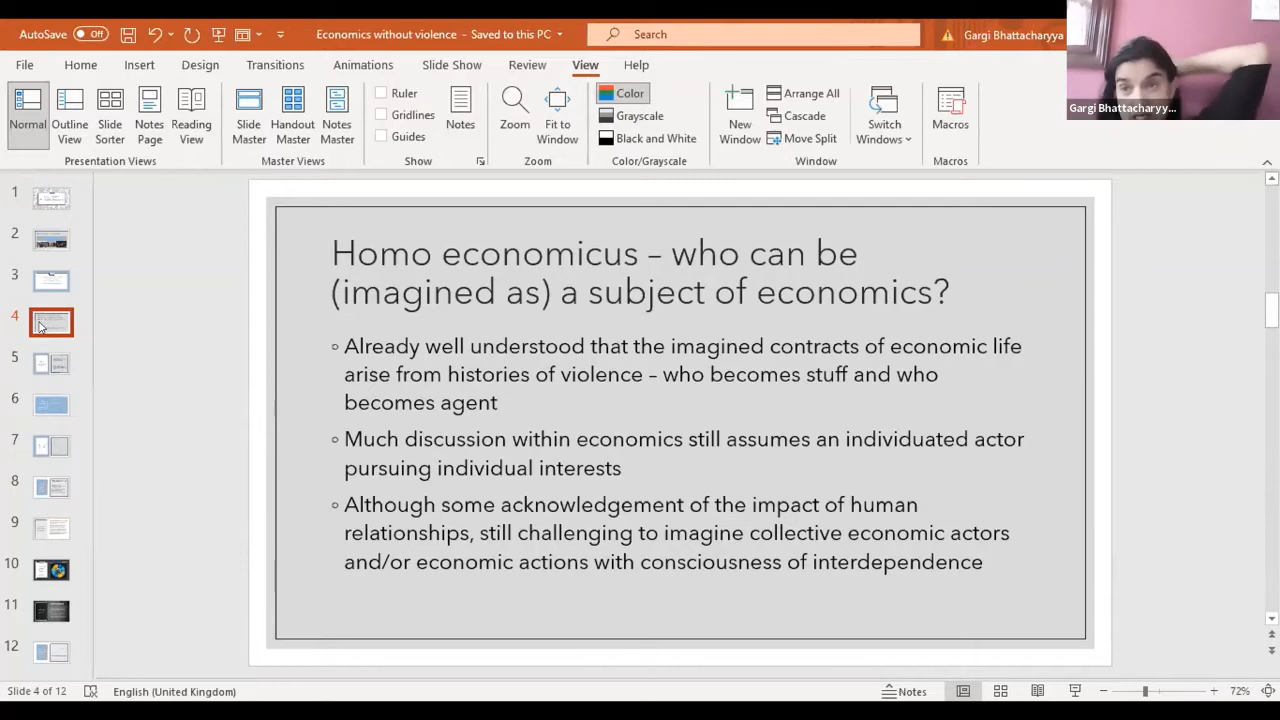 AutoSave Off Economics without violence - Saved to this PC Search Gargi Bhattacharyya
Gargi Bhattacharyy...
File Home Insert Design Transitions Animations Slide Show Review View Help
Normal Outline View Slide Sorter Notes Page Reading View
Presentation Views
Slide Master Handout Master Notes Master
Master Views
Ruler
Gridlines
Guides
Notes
Show
Zoom Fit to Window
Zoom
Color
Grayscale
Black and White
Color/Grayscale
New Window
Arrange All
Cascade
Move Split
Switch Windows
Window
Macros
Macros
1
2
3
4
5
6
7
8
9
10
11
12
Homo economicus – who can be
(imagined as) a subject of economics?
◦ Already well understood that the imagined contracts of economic life
arise from histories of violence – who becomes stuff and who
becomes agent
◦ Much discussion within economics still assumes an individuated actor
pursuing individual interests
◦ Although some acknowledgement of the impact of human
relationships, still challenging to imagine collective economic actors
and/or economic actions with consciousness of interdependence
Slide 4 of 12 English (United Kingdom) Notes 72%